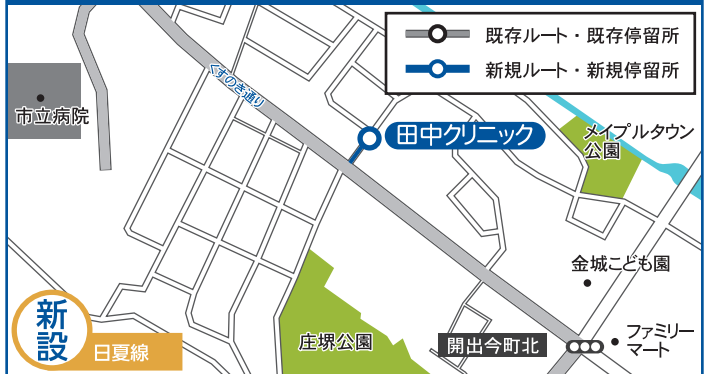 既存ルート・既存停留所
新規ルート・新規停留所
くすのき通り
市立病院
田中クリニック
メイプルタウン
公園
金城こども園
新設
日夏線
庄堺公園
開出今町北
ファミリー
マート